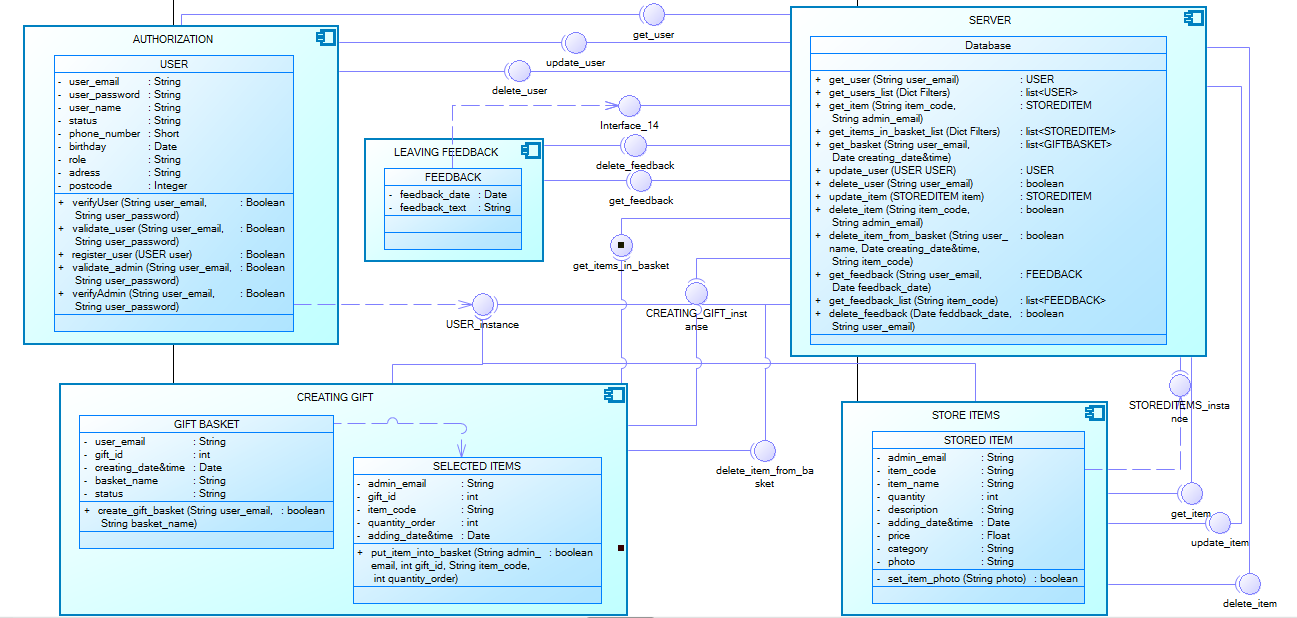 AUTHORIZATION
USER
- user_email : String
- user_password : String
- user_name : String
- status : String
- phone_number : Short
- birthday : Date
- role : String
- adress : String
- postcode : Integer
+ verifyUser (String user_email, : Boolean
String user_password)
+ validate_user (String user_email, : Boolean
String user_password)
+ register_user (USER user) : Boolean
+ validate_admin (String user_email, : Boolean
String user_password)
+ verifyAdmin (String user_email, : Boolean
String user_password)
get_user
update_user
delete_user
Interface_14
delete_feedback
get_feedback
get_items_in_basket
USER_instance
CREATING_GIFT_inst
anse
LEAVING FEEDBACK
FEEDBACK
- feedback_date : Date
- feedback_text : String
SERVER
Database
+ get_user (String user_email) : USER
+ get_users_list (Dict Filters) : list<USER>
+ get_item (String item_code, : STOREDITEM
String admin_email)
+ get_items_in_basket_list (Dict Filters) : list<STOREDITEM>
+ get_basket (String user_email, : list<GIFTBASKET>
Date creating_date&time)
+ update_user (USER USER) : USER
+ delete_user (String user_email) : boolean
+ update_item (STOREDITEM item) : STOREDITEM
+ delete_item (String item_code, : boolean
String admin_email)
+ delete_item_from_basket (String user_ : boolean
name, Date creating_date&time,
String item_code)
+ get_feedback (String user_email, : FEEDBACK
Date feedback_date)
+ get_feedback_list (String item_code) : list<FEEDBACK>
+ delete_feedback (Date feddback_date, : boolean
String user_email)
CREATING GIFT
GIFT BASKET
- user_email : String
- gift_id : int
- creating_date&time : Date
- basket_name : String
- status : String
+ create_gift_basket (String user_email, : boolean
String basket_name)
SELECTED ITEMS
- admin_email : String
- gift_id : int
- item_code : String
- quantity_order : int
- adding_date&time : Date
+ put_item_into_basket (String admin_ : boolean
email, int gift_id, String item_code,
int quantity_order)
delete_item_from_ba
sket
STORE ITEMS
STORED ITEM
- admin_email : String
- item_code : String
- item_name : String
- quantity : int
- description : String
- adding_date&time : Date
- price : Float
- category : String
- photo : String
- set_item_photo (String photo) : boolean
STOREDITEMS_insta
nce
get_item
update_item
delete_item